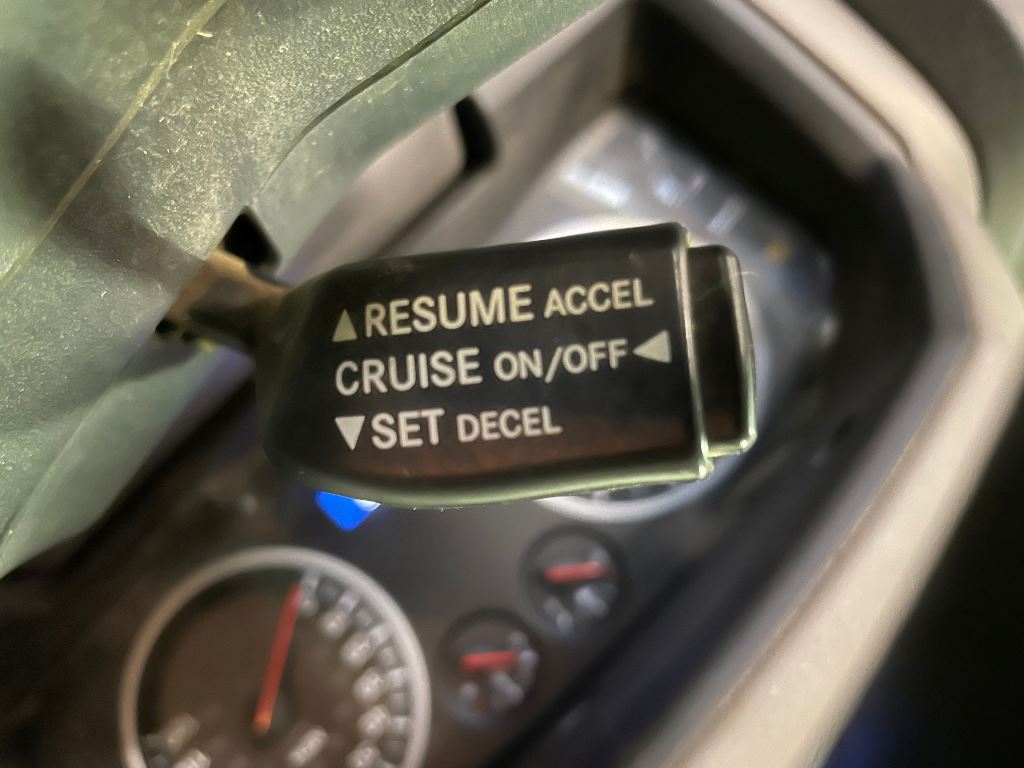 ▲RESUME ACCEL
CRUISE ON/OFF◀
▼SET DECEL